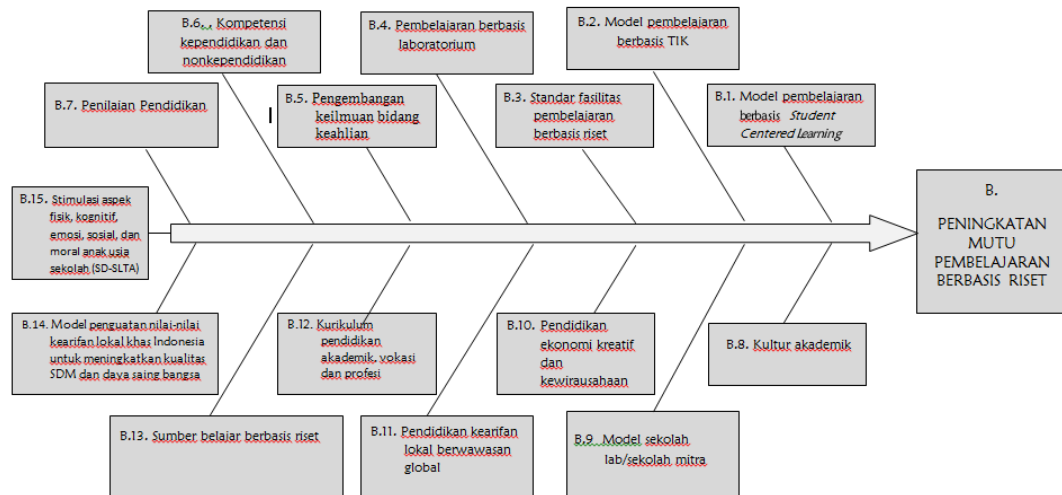 B.6. . Kompetensi
kependidikan dan
nonkependidikan
B.4. Pembelajaran berbasis
laboratorium
B.2. Model pembelajaran
berbasis TIK
B.7. Penilaian Pendidikan
B.5. Pengembangan
keilmuan bidang
keahlian
B.3. Standar fasilitas
pembelajaran
berbasis riset
B.1. Model pembelajaran
berbasis Student
Centered Learning
B.15. Stimulasi aspek
fisik, kognitif,
emosi, sosial, dan
moral anak usia
sekolah (SD-SLTA)
B.
PENINGKATAN
MUTU
PEMBELAJARAN
BERBASIS RISET
B.14. Model penguatan nilai-nilai
kearifan lokal khas Indonesia
untuk meningkatkan kualitas
SDM dan daya saing bangsa
B.12. Kurikulum
pendidikan
akademik, vokasi
dan profesi
B.10. Pendidikan
ekonomi kreatif
dan
kewirausahaan
B.8. Kultur akademik
B.13. Sumber belajar berbasis riset
B.11. Pendidikan kearifan
lokal berwawasan
global
B.9 Model sekolah
lab/sekolah mitra